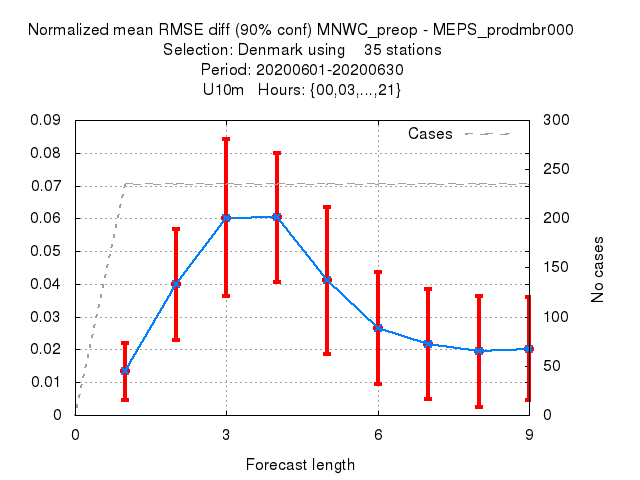 Normalized mean RMSE diff (90% conf) MNWC_preop - MEPS_prodmbr000
Selection: Denmark using    35 stations
Period: 20200601-20200630
U10m   Hours: {00,03,...,21}
0.09
0.08
0.07
0.06
0.05
0.04
0.03
0.02
0.01
0
300
250
200
150
100
50
0
Cases
No cases
0 3 6 9
Forecast length